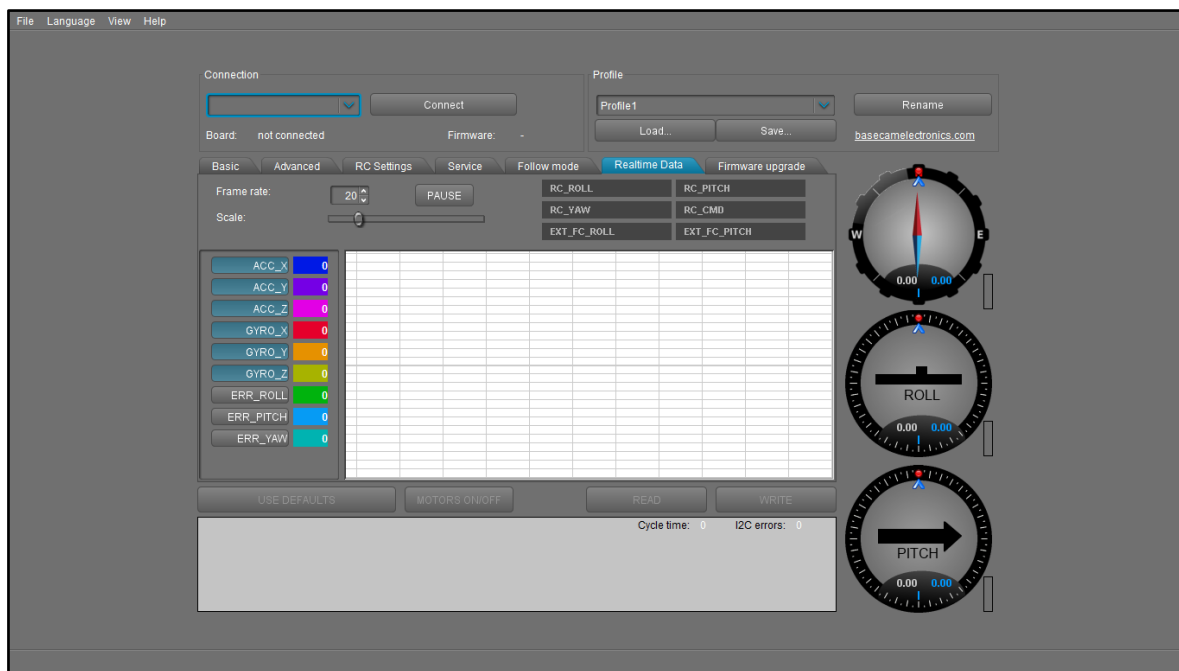 File Language View Help
Connection
Profile
Connect
Profile1
Rename
Board: not connected Firmware: -
Load...
Save...
basecamelectronics.com
Basic Advanced RC Settings Service Follow mode Realtime Data Firmware upgrade
Frame rate: 20 PAUSE
Scale:
RC_ROLL RC_PITCH
RC_YAW RC_CMD
EXT_FC_ROLL EXT_FC_PITCH
ACC_X 0
ACC_Y 0
ACC_Z 0
GYRO_X 0
GYRO_Y 0
GYRO_Z 0
ERR_ROLL 0
ERR_PITCH 0
ERR_YAW 0
W E
0.00 0.00
ROLL
0.00 0.00
PITCH
0.00 0.00
USE DEFAULTS MOTORS ON/OFF READ WRITE
Cycle time: 0 I2C errors: 0